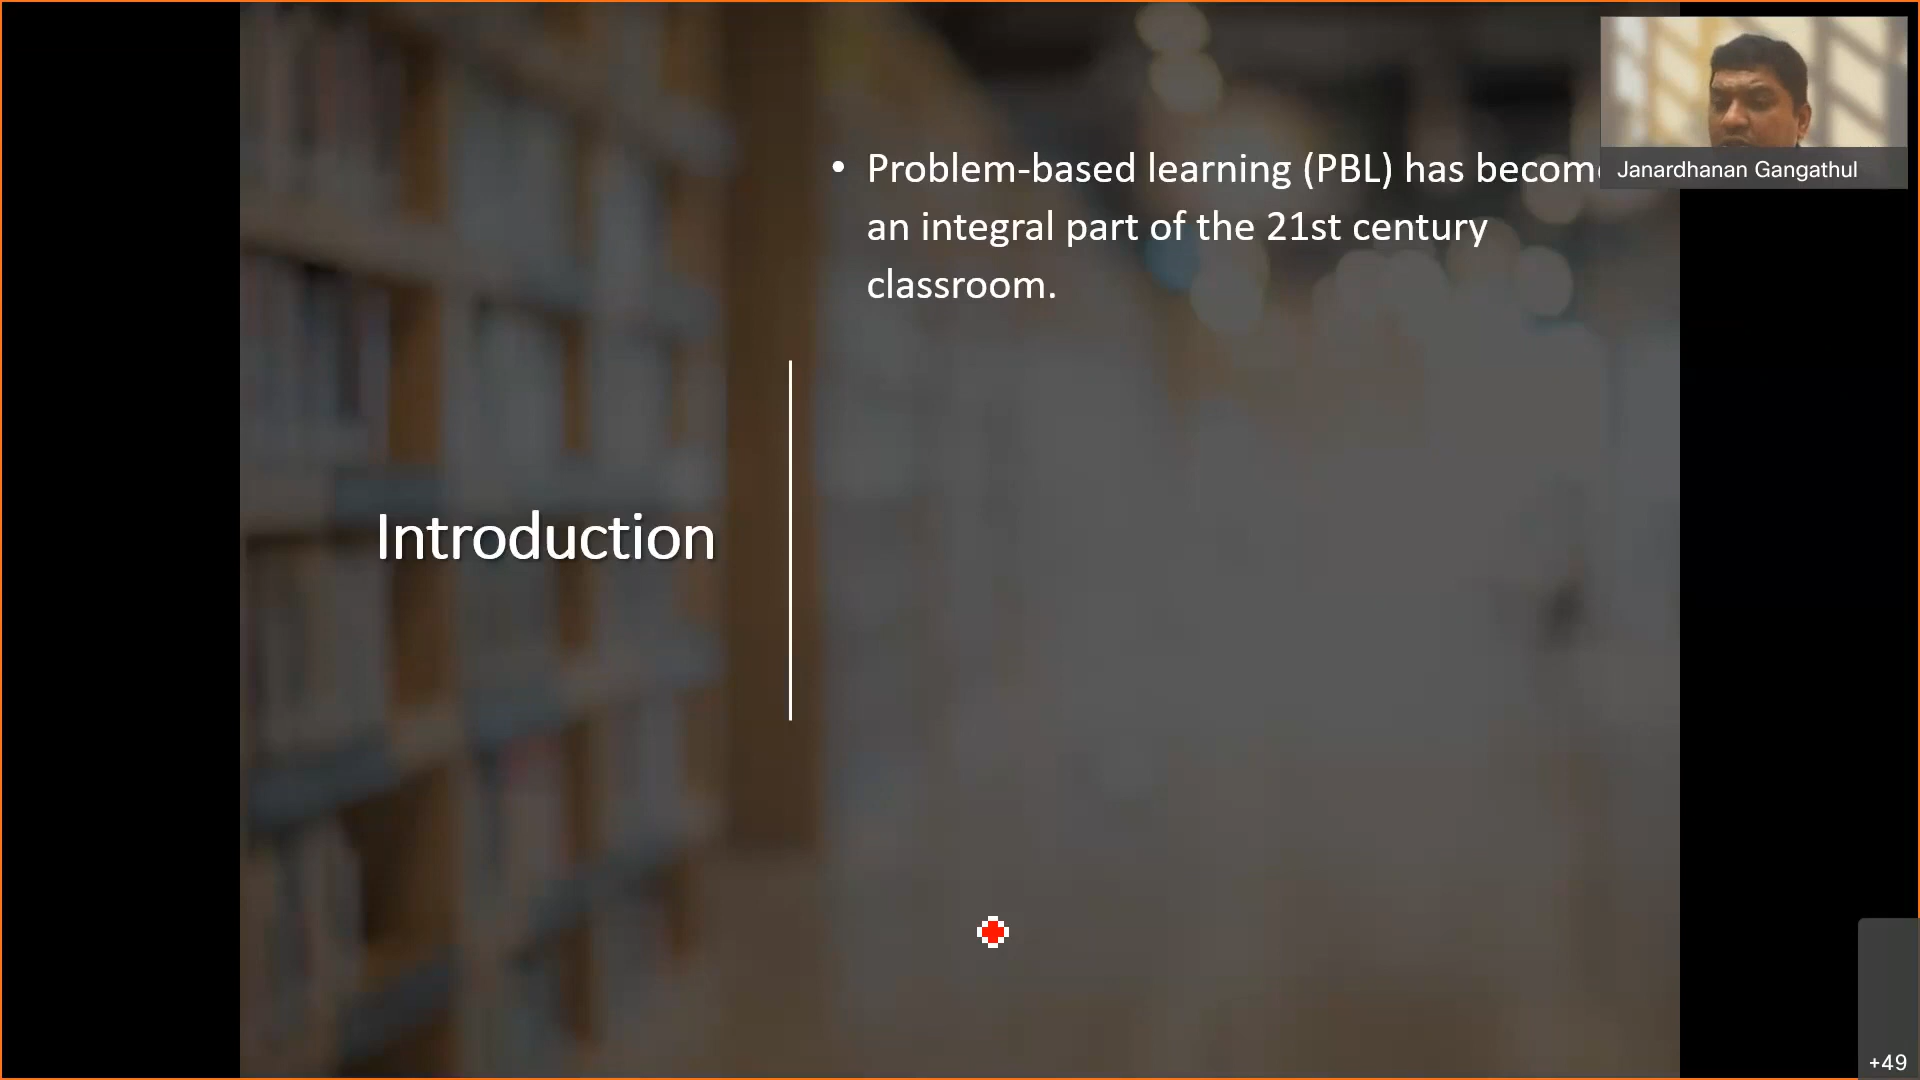 • Problem-based learning (PBL) has becom
an integral part of the 21st century
classroom.
Introduction
Janardhanan Gangathul
+49